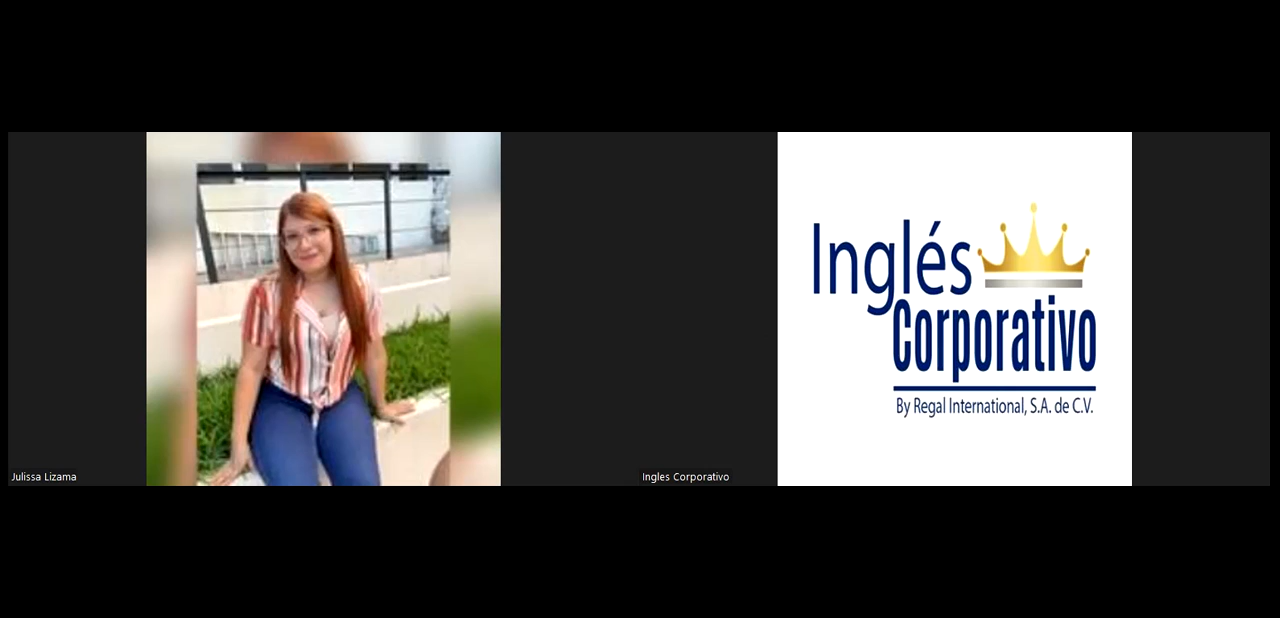 Inglés
Corporativo
By Regal International, S.A. de C.V.
Julissa Lizama
Ingles Corporativo